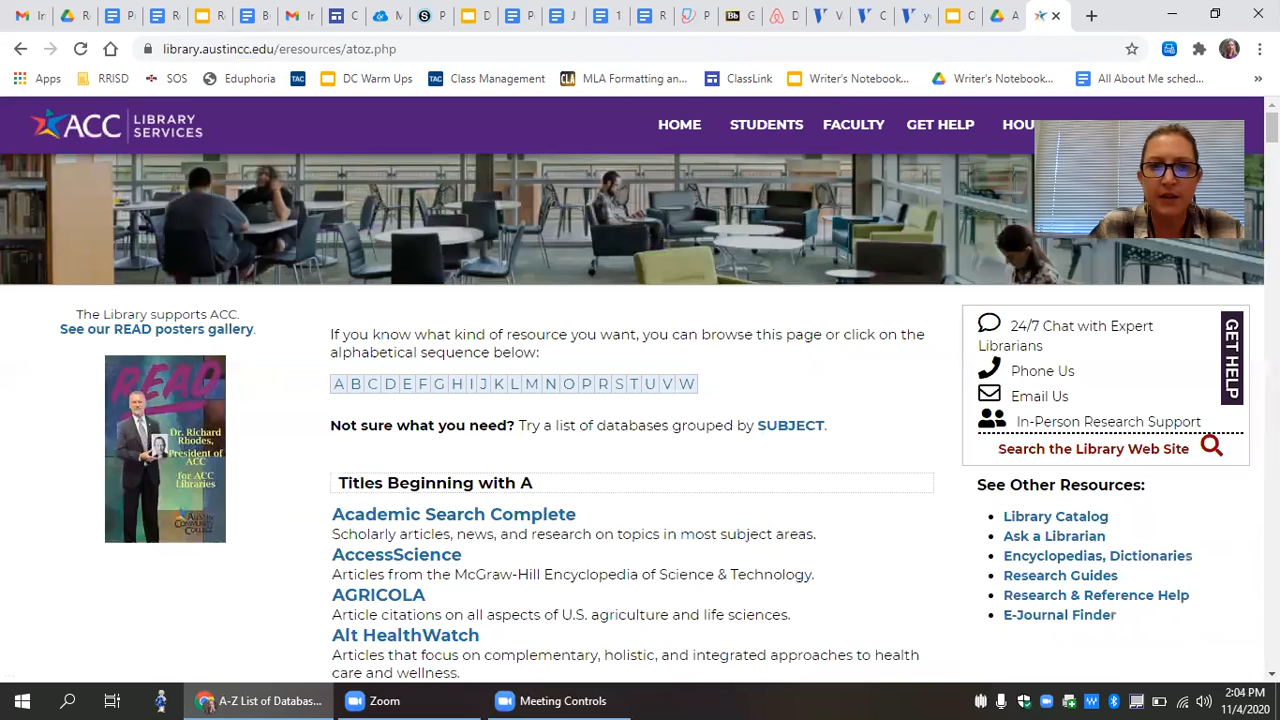 library.austincc.edu/eresources/atoz.php
Apps RRISD SOS Eduphoria DC Warm Ups Class Management MLA Formatting an... ClassLink Writer's Notebook... Writer's Notebook... All About Me sched...
ACC LIBRARY SERVICES
HOME STUDENTS FACULTY GET HELP
The Library supports ACC.
See our READ posters gallery.
READ
Dr. Richard
Rhodes,
President of
ACC
for ACC
Libraries
If you know what kind of resource you want, you can browse this page or click on the
alphabetical sequence below:
A B C D E F G H I J K L M N O P R S T U V W
Not sure what you need? Try a list of databases grouped by SUBJECT.
Titles Beginning with A
Academic Search Complete
Scholarly articles, news, and research on topics in most subject areas.
AccessScience
Articles from the McGraw-Hill Encyclopedia of Science & Technology.
AGRICOLA
Article citations on all aspects of U.S. agriculture and life sciences.
Alt HealthWatch
Articles that focus on complementary, holistic, and integrated approaches to health
care and wellness.
24/7 Chat with Expert
Librarians
Phone Us
Email Us
In-Person Research Support
Search the Library Web Site
GET HELP
See Other Resources:
Library Catalog
Ask a Librarian
Encyclopedias, Dictionaries
Research Guides
Research & Reference Help
E-Journal Finder
A-Z List of Databas...
Zoom
Meeting Controls
2:04 PM
11/4/2020